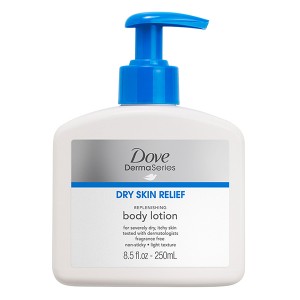 Dove
DermaSeries
DRY SKIN RELIEF
REPLENISHING
body lotion
for severely dry, itchy skin
tested with dermatologists
fragrance free
non-sticky + light texture
8.5 fl oz - 250mL